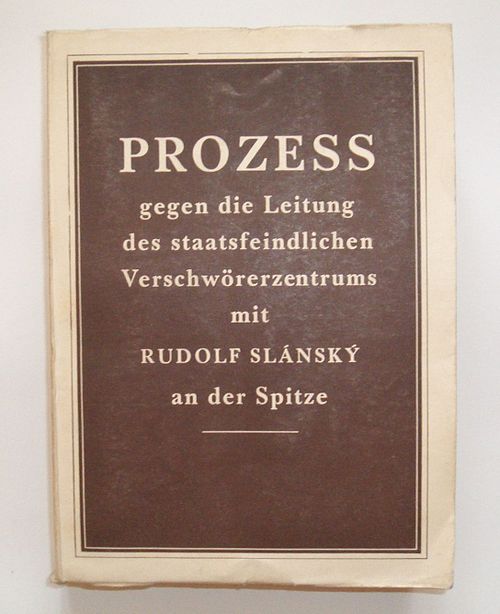 PROZESS
gegen die Leitung
des staatsfeindlichen
Verschwörerzentrums
mit
RUDOLF SLÁNSKÝ
an der Spitze